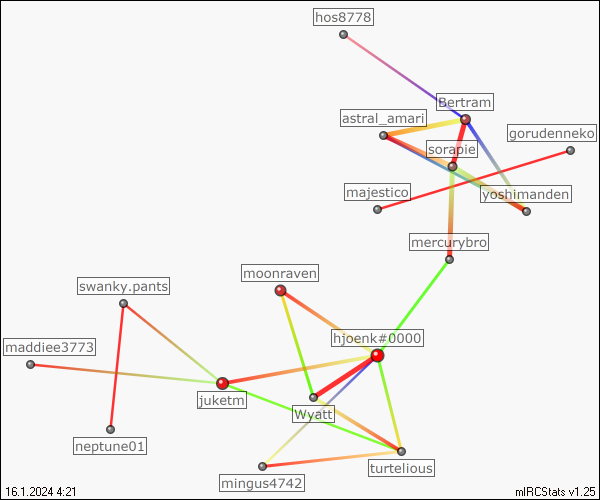 hos8778
Bertram
astral_amari
gorudenneko
sorapie
majestico
yoshimanden
mercurybro
moonraven
swanky.pants
hjoenk#0000
maddiee3773
juketm
Wyatt
neptune01
turtelious
mingus4742
16.1.2024 4:21
mIRCStats v1.25